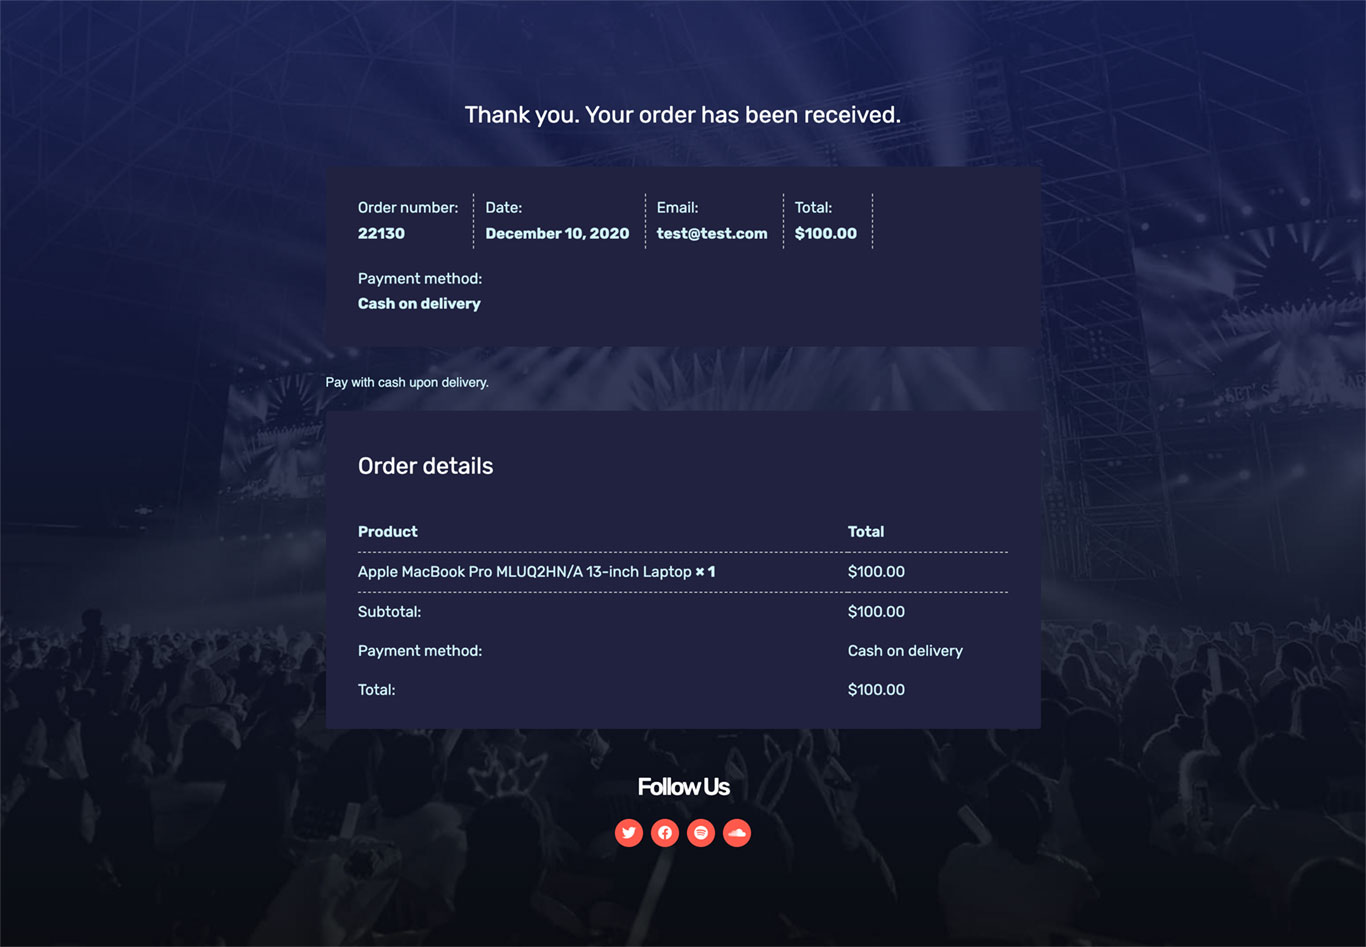 Thank you. Your order has been received.
Order number:
22130
Date:
December 10, 2020
Email:
test@test.com
Total:
$100.00
Payment method:
Cash on delivery
Pay with cash upon delivery.
Order details
Product Total
Apple MacBook Pro MLUQ2HN/A 13-inch Laptop × 1 $100.00
Subtotal: $100.00
Payment method: Cash on delivery
Total: $100.00
Follow Us